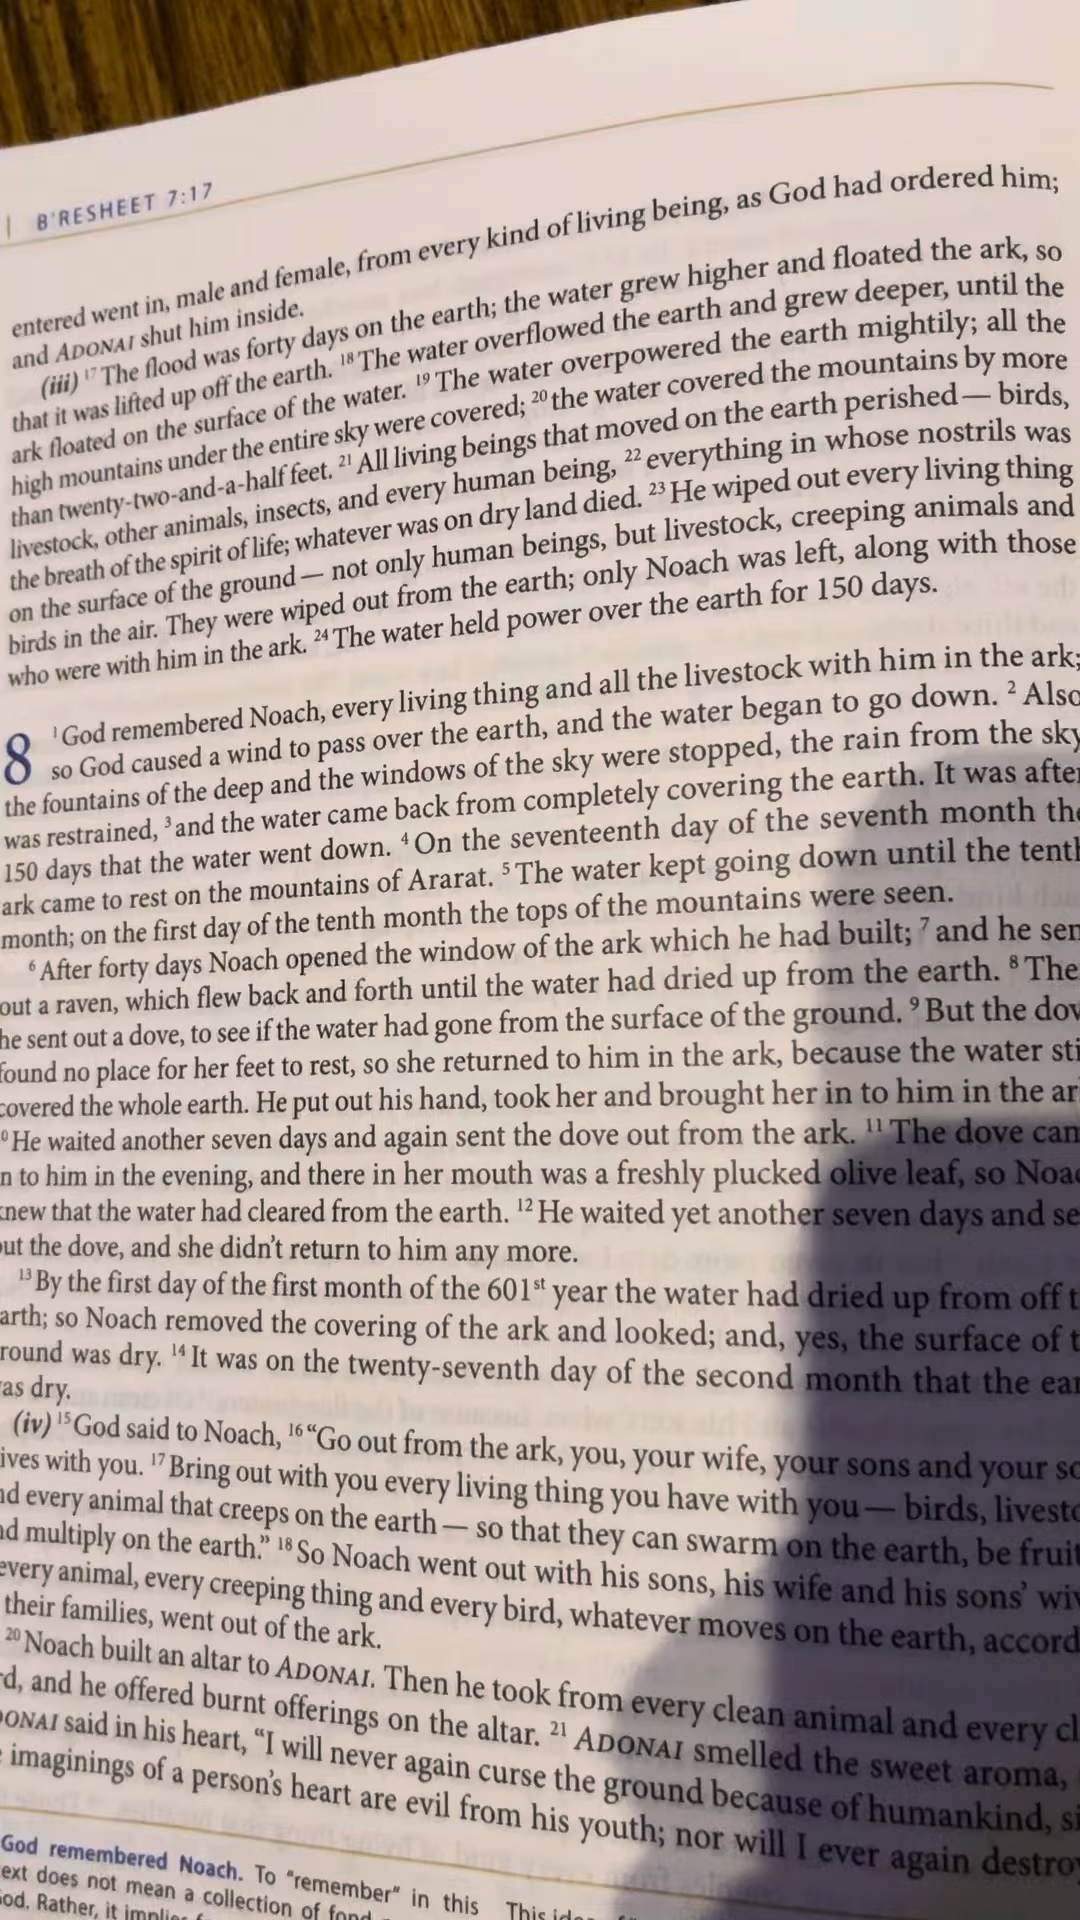 B'RESHEET 7:17
entered went in, male and female, from every kind of living being, as God had ordered him;
and ADONAI shut him inside.
(iii) 17 The flood was forty days on the earth; the water grew higher and floated the ark, so
that it was lifted up off the earth. 18 The water overflowed the earth and grew deeper, until the
ark floated on the surface of the water. 19 The water overpowered the earth mightily; all the
high mountains under the entire sky were covered; 20 the water covered the mountains by more
than twenty-two-and-a-half feet. 21 All living beings that moved on the earth perished — birds,
livestock, other animals, insects, and every human being, 22 everything in whose nostrils was
the breath of the spirit of life; whatever was on dry land died. 23 He wiped out every living thing
on the surface of the ground — not only human beings, but livestock, creeping animals and
birds in the air. They were wiped out from the earth; only Noach was left, along with those
who were with him in the ark. 24 The water held power over the earth for 150 days.
8 1 God remembered Noach, every living thing and all the livestock with him in the ark;
so God caused a wind to pass over the earth, and the water began to go down. 2 Also
the fountains of the deep and the windows of the sky were stopped, the rain from the sky
was restrained, 3 and the water came back from completely covering the earth. It was after
150 days that the water went down. 4 On the seventeenth day of the seventh month the
ark came to rest on the mountains of Ararat. 5 The water kept going down until the tenth
month; on the first day of the tenth month the tops of the mountains were seen.
6 After forty days Noach opened the window of the ark which he had built; 7 and he sen
out a raven, which flew back and forth until the water had dried up from the earth. 8 The
he sent out a dove, to see if the water had gone from the surface of the ground. 9 But the dov
found no place for her feet to rest, so she returned to him in the ark, because the water sti
covered the whole earth. He put out his hand, took her and brought her in to him in the ar
0 He waited another seven days and again sent the dove out from the ark. 11 The dove cam
n to him in the evening, and there in her mouth was a freshly plucked olive leaf, so Noac
knew that the water had cleared from the earth. 12 He waited yet another seven days and se
out the dove, and she didn't return to him any more.
13 By the first day of the first month of the 601st year the water had dried up from off t
arth; so Noach removed the covering of the ark and looked; and, yes, the surface of t
round was dry. 14 It was on the twenty-seventh day of the second month that the ear
as dry.
(iv) 15 God said to Noach, 16 "Go out from the ark, you, your wife, your sons and your so
ives with you. 17 Bring out with you every living thing you have with you — birds, livesto
nd every animal that creeps on the earth — so that they can swarm on the earth, be fruit
nd multiply on the earth." 18 So Noach went out with his sons, his wife and his sons' wiv
every animal, every creeping thing and every bird, whatever moves on the earth, accord
their families, went out of the ark.
20 Noach built an altar to ADONAI. Then he took from every clean animal and every cl
rd, and he offered burnt offerings on the altar. 21 ADONAI smelled the sweet aroma,
ONAI said in his heart, "I will never again curse the ground because of humankind, si
imaginings of a person's heart are evil from his youth; nor will I ever again destroy
God remembered Noach. To "remember" in this
ext does not mean a collection of fond
od. Rather, it implies
This